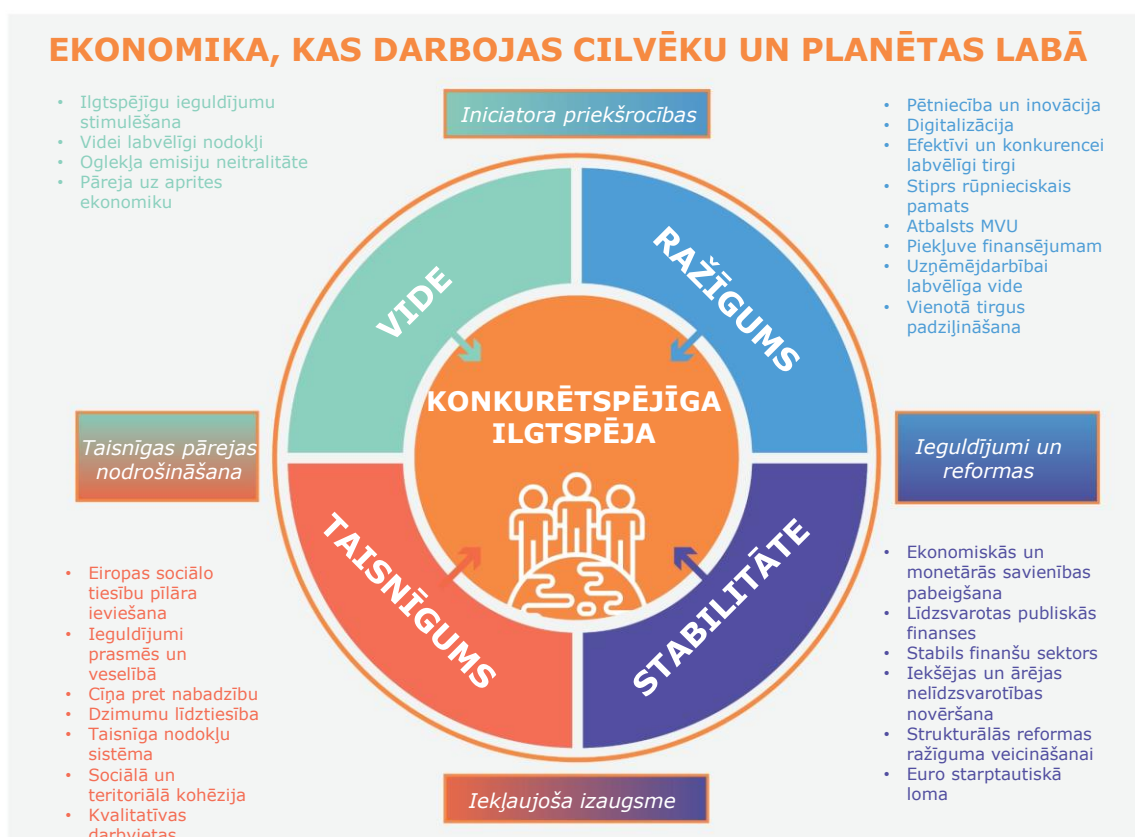 EKONOMIKA, KAS DARBOJAS CILVĒKU UN PLANĒTAS LABĀ
• Ilgtspējīgu ieguldījumu
stimulēšana
• Videi labvēlīgi nodokļi
• Oglekļa emisiju neitralitāte
• Pāreja uz aprites
ekonomiku
Iniciatora priekšrocības
• Pētniecība un inovācija
• Digitalizācija
• Efektīvi un konkurencei
labvēlīgi tirgi
• Stiprs rūpnieciskais
pamats
• Atbalsts MVU
• Piekļuve finansējumam
• Uzņēmējdarbībai
labvēlīga vide
• Vienotā tirgus
padziļināšana
VIDE
RAŽĪGUMS
KONKURĒTSPĒJĪGA
ILGTSPĒJA
Taisnīgas pārejas
nodrošināšana
Ieguldījumi un
reformas
TAISNĪGUMS
STABILITĀTE
• Eiropas sociālo
tiesību pīlāra
ieviešana
• Ieguldījumi
prasmēs un
veselībā
• Cīņa pret nabadzību
• Dzimumu līdztiesība
• Taisnīga nodokļu
sistēma
• Sociālā un
teritoriālā kohēzija
• Kvalitatīvas
darbvietas
Iekļaujoša izaugsme
• Ekonomiskās un
monetārās savienības
pabeigšana
• Līdzsvarotas publiskās
finanses
• Stabils finanšu sektors
• Iekšējas un ārējas
nelīdzsvarotības
novēršana
• Strukturālās reformas
ražīguma veicināšanai
• Euro starptautiskā
loma